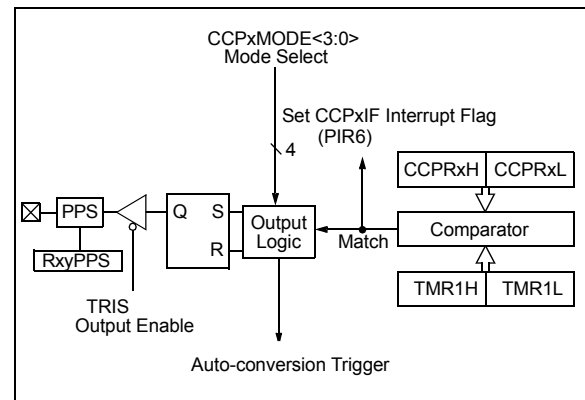 CCPxMODE<3:0>
Mode Select
Set CCPxIF Interrupt Flag
(PIR6)
4
CCPRxH CCPRxL
PPS
Q
S
R
Output
Logic
Match
Comparator
RxyPPS
TRIS
Output Enable
TMR1H TMR1L
Auto-conversion Trigger